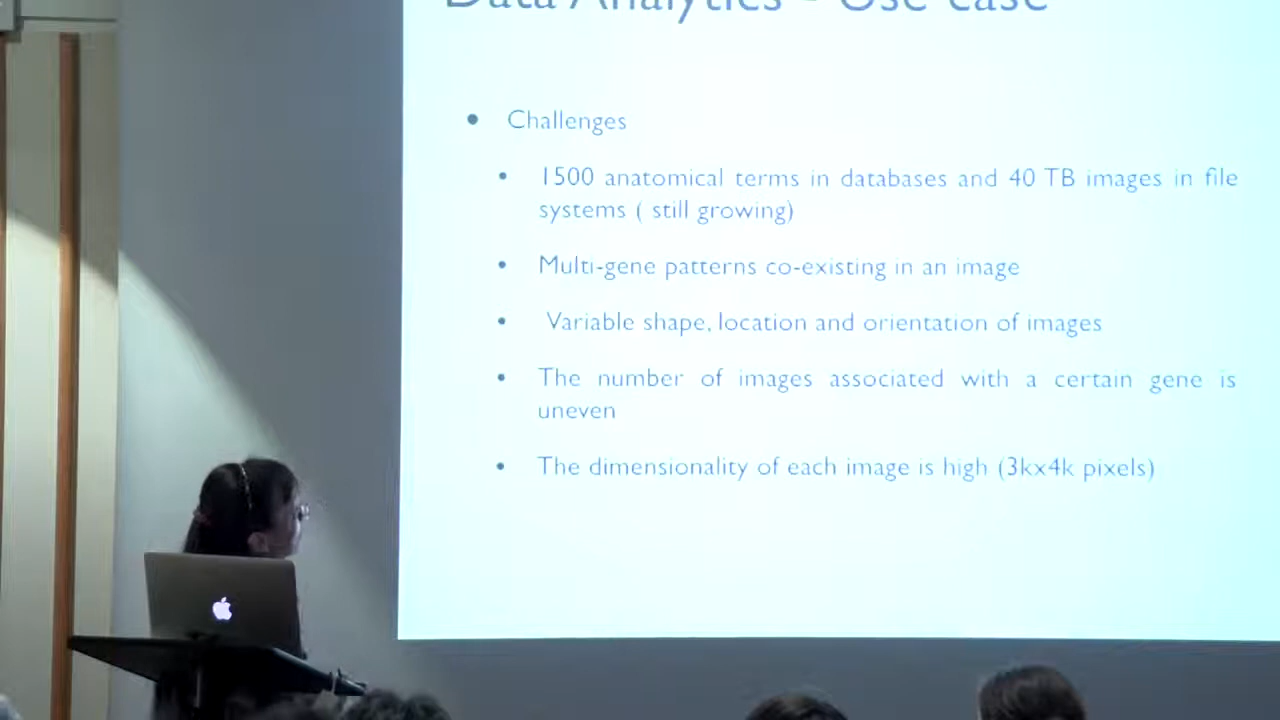 Data Analytics - Use case
• Challenges
• 1500 anatomical terms in databases and 40 TB images in file
systems ( still growing)
• Multi-gene patterns co-existing in an image
• Variable shape, location and orientation of images
• The number of images associated with a certain gene is
uneven
• The dimensionality of each image is high (3kx4k pixels)